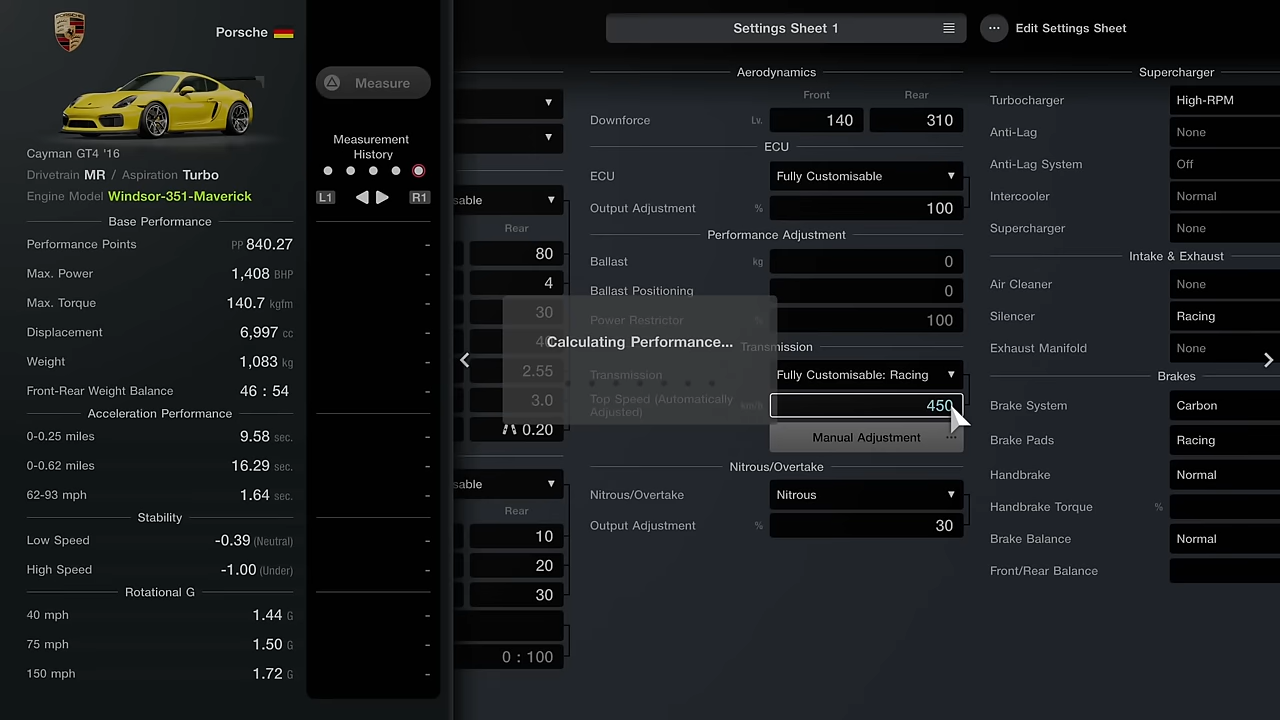 Porsche
Cayman GT4 '16
Drivetrain MR / Aspiration Turbo
Engine Model Windsor-351-Maverick
Base Performance
Performance Points PP 840.27
Max. Power 1,408 BHP
Max. Torque 140.7 kgfm
Displacement 6,997 cc
Weight 1,083 kg
Front-Rear Weight Balance 46 : 54
Acceleration Performance
0-0.25 miles 9.58 sec.
0-0.62 miles 16.29 sec.
62-93 mph 1.64 sec.
Stability
Low Speed -0.39 (Neutral)
High Speed -1.00 (Under)
Rotational G
40 mph 1.44 G
75 mph 1.50 G
150 mph 1.72 G
Measure
Measurement
History
L1 R1
-
-
-
-
-
-
-
-
-
-
-
-
-
-
Settings Sheet 1
Edit Settings Sheet
sable
Rear
80
4
30
2.55
3.0
0.20
sable
Rear
10
20
30
0 : 100
Aerodynamics
Front Rear
Downforce Lv. 140 310
ECU
ECU Fully Customisable
Output Adjustment % 100
Performance Adjustment
Ballast kg 0
Ballast Positioning 0
Power Restrictor % 100
Calculating Performance...
Transmission
Transmission Fully Customisable: Racing
Top Speed (Automatically
Adjusted) km/h 450
Manual Adjustment ...
Nitrous/Overtake
Nitrous/Overtake Nitrous
Output Adjustment % 30
Supercharger
Turbocharger High-RPM
Anti-Lag None
Anti-Lag System Off
Intercooler Normal
Supercharger None
Intake & Exhaust
Air Cleaner None
Silencer Racing
Exhaust Manifold None
Brakes
Brake System Carbon
Brake Pads Racing
Handbrake Normal
Handbrake Torque %
Brake Balance Normal
Front/Rear Balance